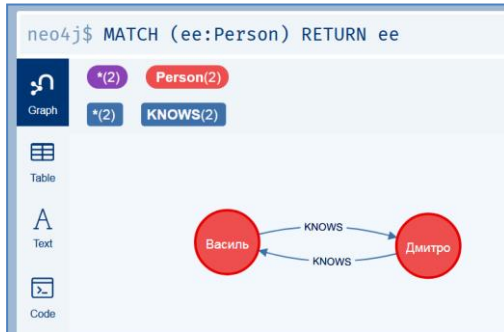 neo4j$ MATCH (ee:Person) RETURN ee
*(2) Person(2)
Graph
*(2) KNOWS(2)
Table
A
Text
Code
KNOWS
Василь
Дмитро
KNOWS